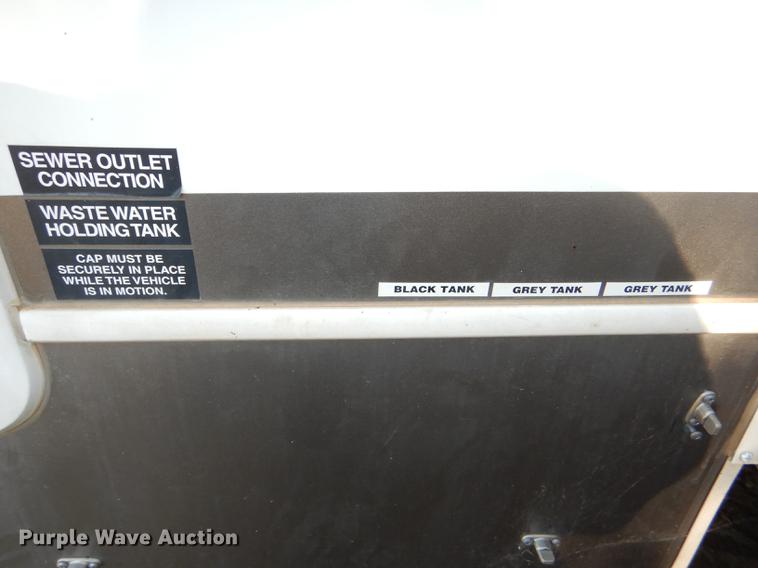 SEWER OUTLET
CONNECTION
WASTE WATER
HOLDING TANK
CAP MUST BE
SECURELY IN PLACE
WHILE THE VEHICLE
IS IN MOTION.
BLACK TANK GREY TANK GREY TANK
Purple Wave Auction